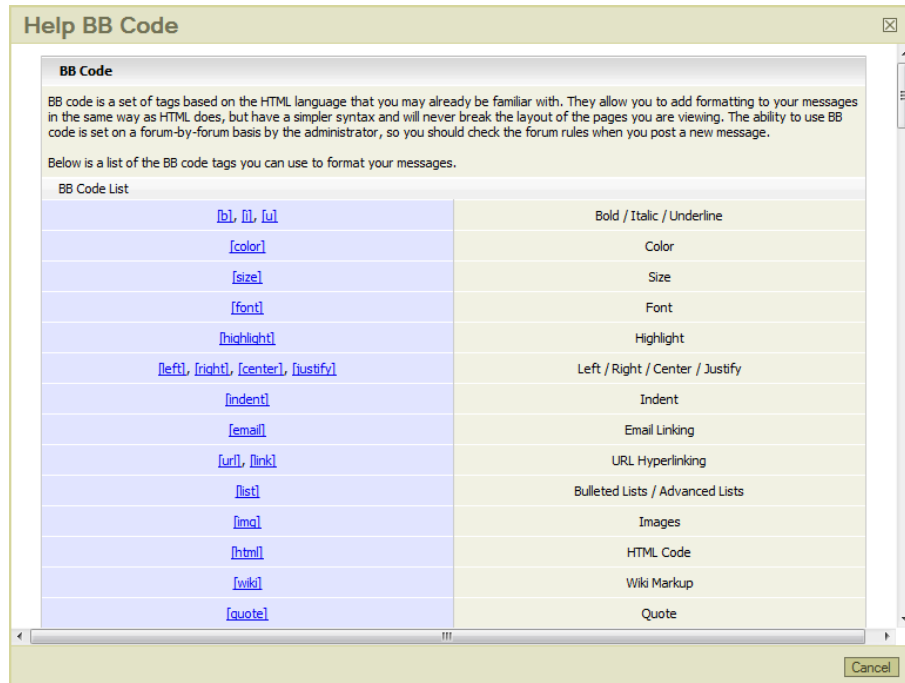 Help BB Code
BB Code
BB code is a set of tags based on the HTML language that you may already be familiar with. They allow you to add formatting to your messages
in the same way as HTML does, but have a simpler syntax and will never break the layout of the pages you are viewing. The ability to use BB
code is set on a forum-by-forum basis by the administrator, so you should check the forum rules when you post a new message.
Below is a list of the BB code tags you can use to format your messages.
BB Code List
[b], [i], [u] Bold / Italic / Underline
[color] Color
[size] Size
[font] Font
[highlight] Highlight
[left], [right], [center], [justify] Left / Right / Center / Justify
[indent] Indent
[email] Email Linking
[url], [link] URL Hyperlinking
[list] Bulleted Lists / Advanced Lists
[img] Images
[html] HTML Code
[wiki] Wiki Markup
[quote] Quote
Cancel